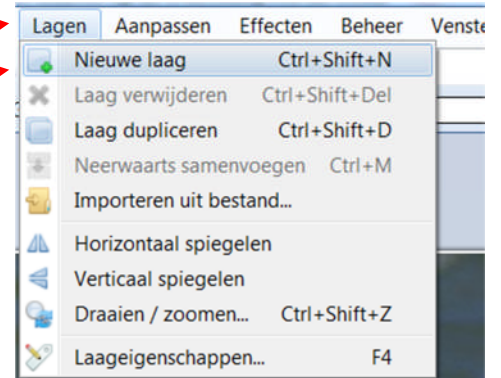 Lagen Aanpassen Effecten Beheer Venste
Nieuwe laag Ctrl+Shift+N
Laag verwijderen Ctrl+Shift+Del
Laag dupliceren Ctrl+Shift+D
Neerwaarts samenvoegen Ctrl+M
Importeren uit bestand...
Horizontaal spiegelen
Verticaal spiegelen
Draaien / zoomen... Ctrl+Shift+Z
Laageigenschappen... F4